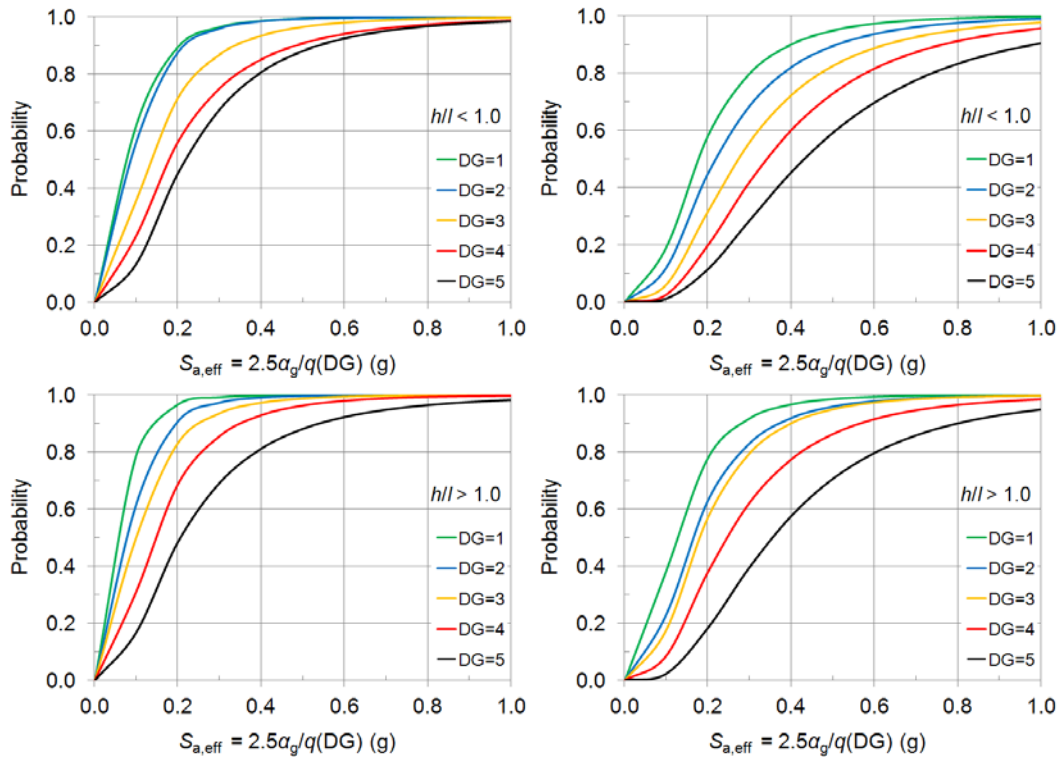 1.0
0.8
0.6
0.4
0.2
0.0
Probability
h/l < 1.0
DG=1
DG=2
DG=3
DG=4
DG=5
0.0 0.2 0.4 0.6 0.8 1.0
Sa,eff = 2.5αg/q(DG) (g)
1.0
0.8
0.6
0.4
0.2
0.0
Probability
h/l < 1.0
DG=1
DG=2
DG=3
DG=4
DG=5
0.0 0.2 0.4 0.6 0.8 1.0
Sa,eff = 2.5αg/q(DG) (g)
1.0
0.8
0.6
0.4
0.2
0.0
Probability
h/l > 1.0
DG=1
DG=2
DG=3
DG=4
DG=5
0.0 0.2 0.4 0.6 0.8 1.0
Sa,eff = 2.5αg/q(DG) (g)
1.0
0.8
0.6
0.4
0.2
0.0
Probability
h/l > 1.0
DG=1
DG=2
DG=3
DG=4
DG=5
0.0 0.2 0.4 0.6 0.8 1.0
Sa,eff = 2.5αg/q(DG) (g)